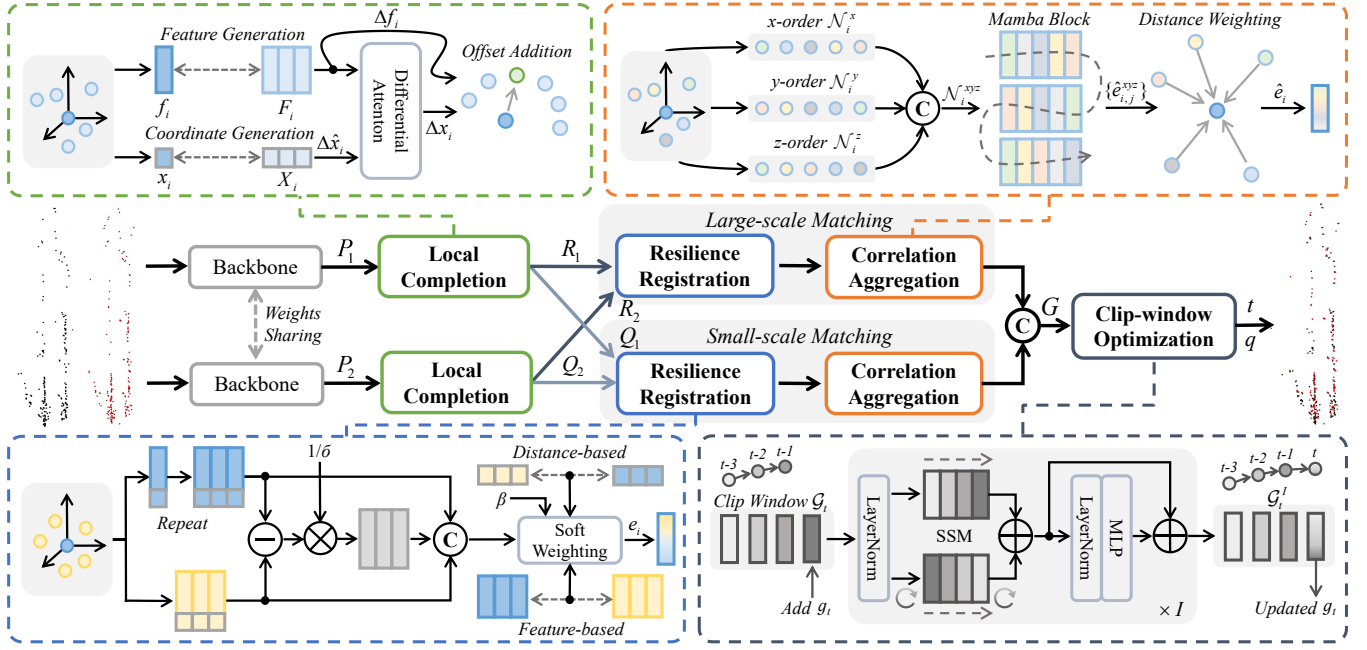 Feature Generation
Δf_i
f_i
F_i
Coordinate Generation
Δx̂_i
x_i
X_i
Differential
Attenton
Δx_i
Offset Addition
x-order 𝒩_i^x
y-order 𝒩_i^y
z-order 𝒩_i^z
C
𝒩_i^xyz
Mamba Block
{ê_i,j^xyz}
Distance Weighting
ê_i
Backbone
P_1
Local
Completion
R_1
Large-scale Matching
Resilience
Registration
Correlation
Aggregation
Weights
Sharing
R_2
Q_1
C
G
Clip-window
Optimization
t
q
Backbone
P_2
Local
Completion
Q_2
Small-scale Matching
Resilience
Registration
Correlation
Aggregation
Repeat
1/σ
C
Distance-based
β
Soft
Weighting
e_i
Feature-based
t-3
t-2
t-1
Clip Window 𝒢_t
Add g_t
LayerNorm
SSM
LayerNorm
MLP
× I
t-3
t-2
t-1
t
𝒢_t^I
Updated g_t